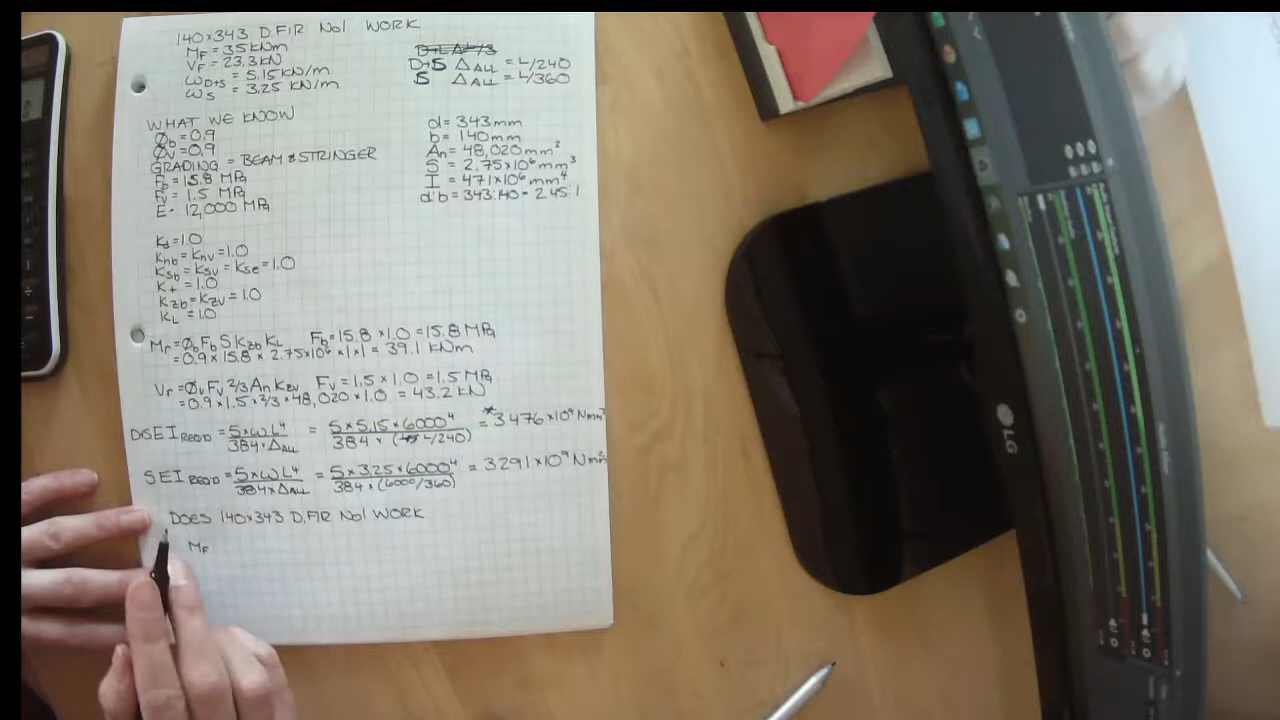 140x343 D.FIR No1 WORK
MF = 35 kNm
VF = 23.3 kN
ωD+S = 5.15 kN/m
ωS = 3.25 KN/m
D+S ΔALL = L/240
S ΔALL = L/360
WHAT WE KNOW
Øb = 0.9
Øv = 0.9
GRADING = BEAM & STRINGER
Fb = 15.8 MPa
Fv = 1.5 MPa
E = 12,000 MPa
d = 343mm
b = 140mm
An = 48,020mm²
S = 2.75x10⁶ mm³
I = 471x10⁶ mm⁴
d:b = 343:140 = 2.45:1
Kd = 1.0
KHb = KHv = 1.0
KSb = KSv = KSE = 1.0
Kt = 1.0
KZb = KZv = 1.0
KL = 1.0
Mr = Øb Fb S Kzb KL Fb = 15.8 x 1.0 = 15.8 MPa
= 0.9 x 15.8 x 2.75x10⁶ x 1 x 1 = 39.1 kNm
Vr = Øv Fv 2/3 An Kzv Fv = 1.5 x 1.0 = 1.5 MPa
= 0.9 x 1.5 x 2/3 x 48,020 x 1.0 = 43.2 kN
EI REQD = 5 x ωL⁴ / 384 x ΔALL = 5 x 5.15 x 6000⁴ / 384 x (L/240) = *3476 x 10⁹ Nmm²
S EI REQD = 5 x ωL⁴ / 384 x ΔALL = 5 x 3.25 x 6000⁴ / 384 x (6000/360) = 3291 x 10⁹ Nmm²
DOES 140x343 D.FIR No1 WORK
MF
LG